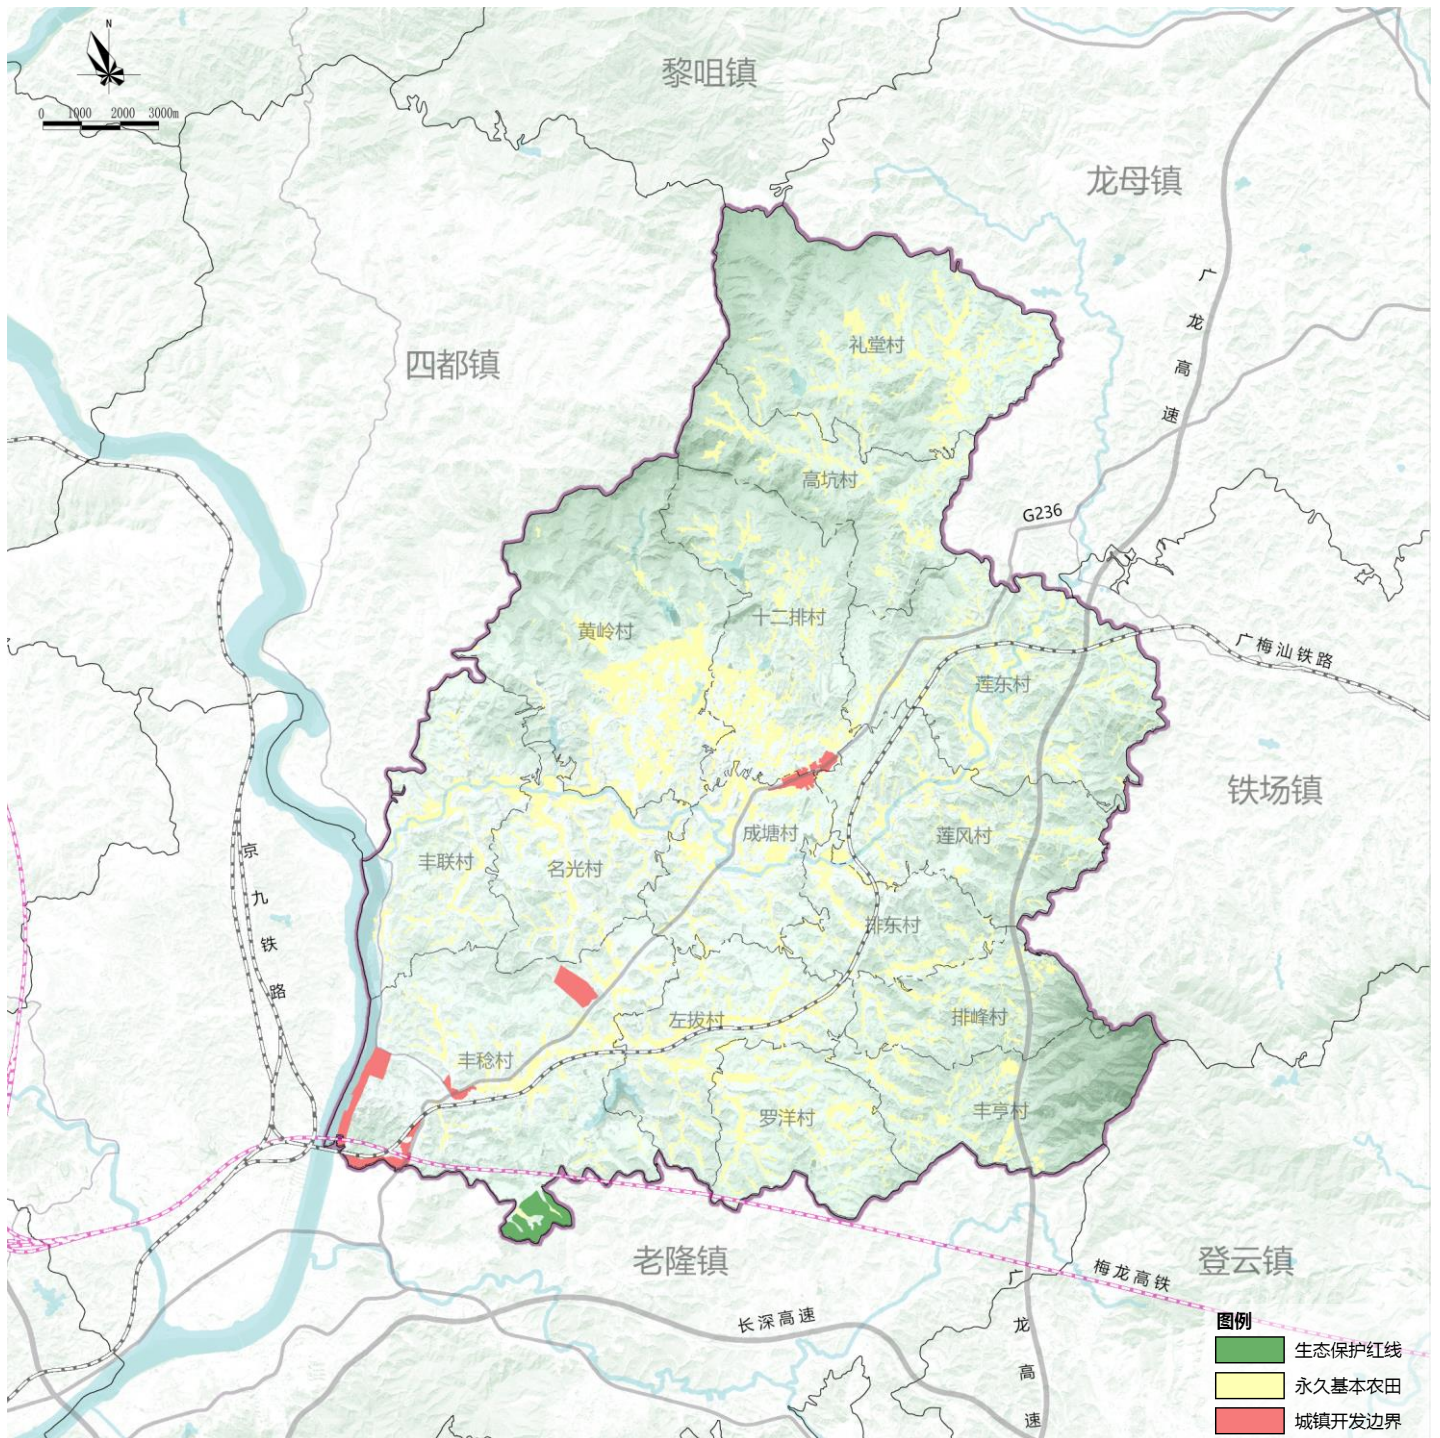 N
0 1000 2000 3000m
黎咀镇
龙母镇
广龙高速
四都镇
礼堂村
高坑村
G236
十二排村
黄岭村
广梅汕铁路
莲东村
铁场镇
成塘村
莲风村
京九铁路
丰联村
名光村
排东村
左拔村
排峰村
丰稔村
罗洋村
丰亨村
老隆镇
登云镇
梅龙高铁
广龙高速
长深高速
图例
生态保护红线
永久基本农田
城镇开发边界